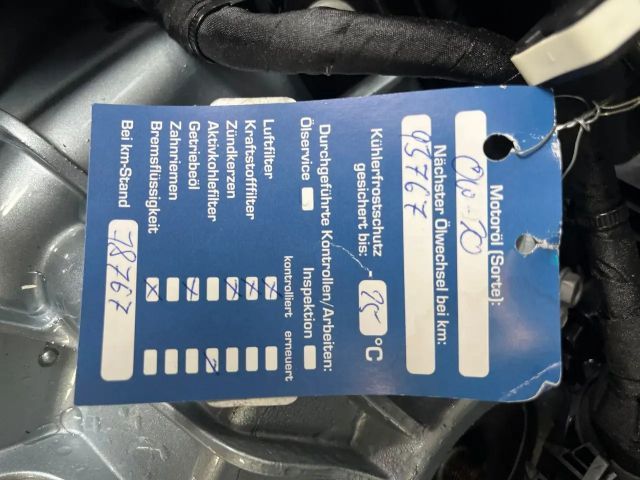 Motoröl (Sorte):
0W-20
Nächster Ölwechsel bei km:
93767
Kühlerfrostschutz
gesichert bis: -25 °C
Durchgeführte Kontrollen/Arbeiten:
Ölservice Inspektion
kontrolliert erneuert
Luftfilter x
Kraftstofffilter x
Zündkerzen x
Aktivkohlefilter
Getriebeöl x
Zahnriemen
Bremsflüssigkeit x
Bei km-Stand 78767